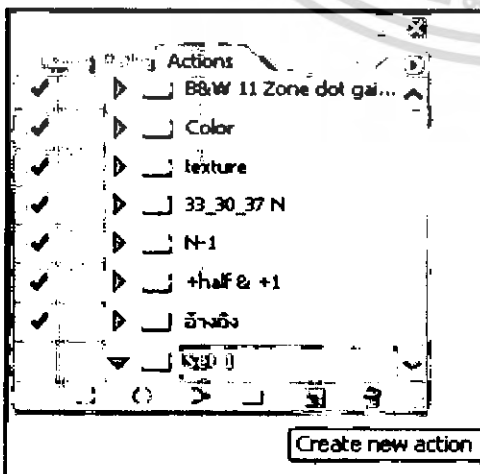 Actions
B&W 11 Zone dot gai...
Color
texture
33_30_37 N
N-1
+half & +1
อ้างอิง
Create new action